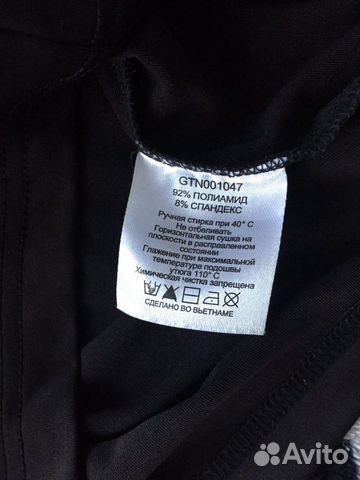 GTN001047
92% ПОЛИАМИД
8% СПАНДЕКС
Ручная стирка при 40° С
Не отбеливать
Горизонтальная сушка на
плоскости в расправленном
состоянии
Глажение при максимальной
температуре подошвы
утюга 110° С
Химическая чистка запрещена
СДЕЛАНО ВО ВЬЕТНАМЕ
Avito